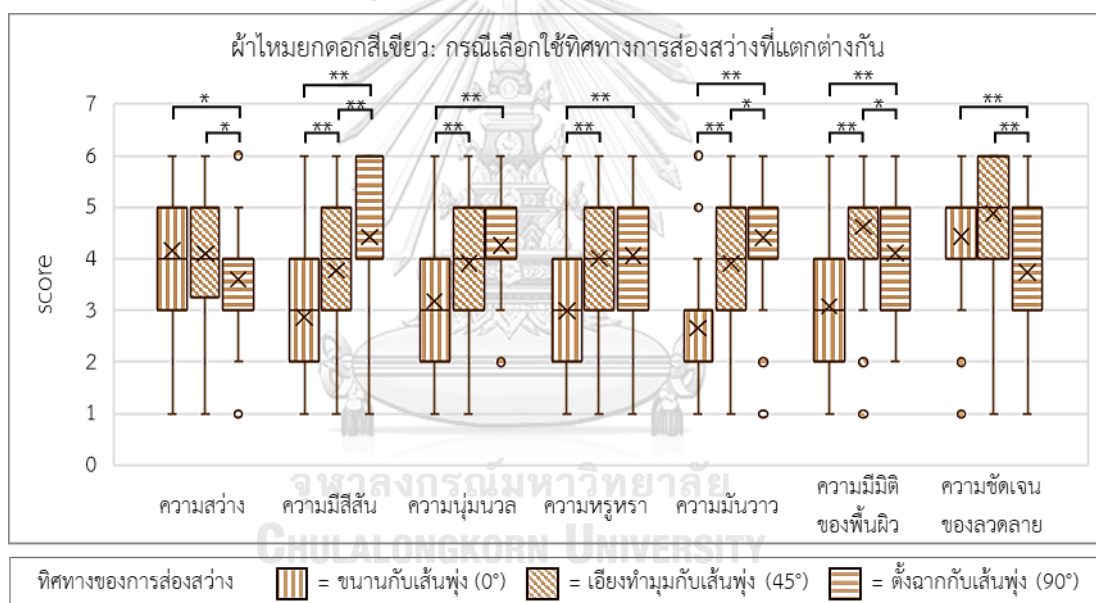 ผ้าไหมยกดอกสีเขียว: กรณีเลือกใช้ทิศทางการส่องสว่างที่แตกต่างกัน
** ** **
* ** ** ** * * **
* ** ** ** ** ** **
7
6
5
4
3
2
1
0
score
ความสว่าง ความมีสีสัน ความนุ่มนวล ความหรูหรา ความมันวาว ความมีมิติ ความชัดเจน
ของพื้นผิว ของลวดลาย
จุฬาลงกรณ์มหาวิทยาลัย
CHULALONGKORN UNIVERSITY
ทิศทางของการส่องสว่าง = ขนานกับเส้นพุ่ง (0°) = เอียงทำมุมกับเส้นพุ่ง (45°) = ตั้งฉากกับเส้นพุ่ง (90°)